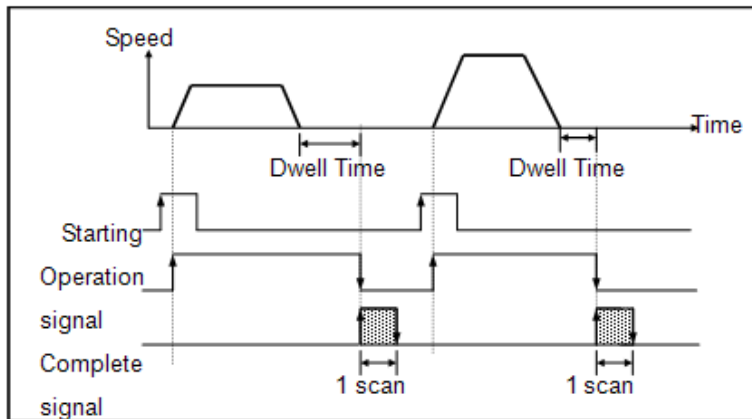 Speed
Time
Dwell Time
Dwell Time
Starting
Operation
signal
Complete
1 scan
1 scan
signal